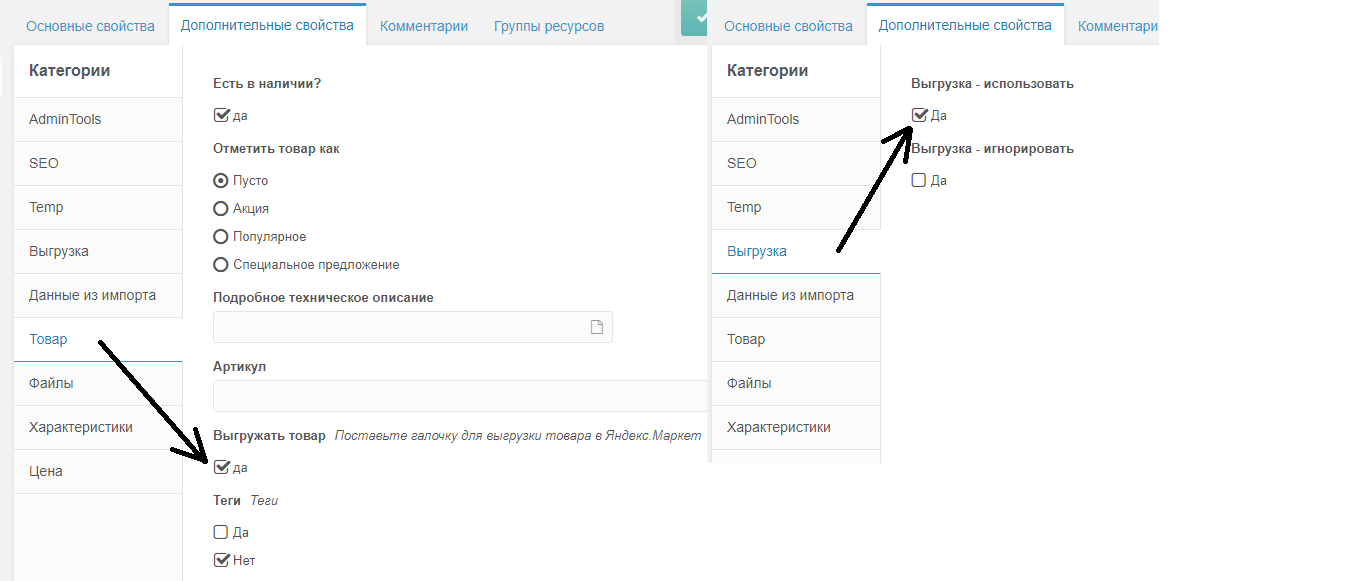 Основные свойства
Дополнительные свойства
Комментарии
Группы ресурсов
Категории
AdminTools
SEO
Temp
Выгрузка
Данные из импорта
Товар
Файлы
Характеристики
Цена
Есть в наличии?
да
Отметить товар как
Пусто
Акция
Популярное
Специальное предложение
Подробное техническое описание
Артикул
Выгружать товар Поставьте галочку для выгрузки товара в Яндекс.Маркет
да
Теги Теги
Да
Нет
Основные свойства
Дополнительные свойства
Комментари
Категории
AdminTools
SEO
Temp
Выгрузка
Данные из импорта
Товар
Файлы
Характеристики
Выгрузка - использовать
Да
Выгрузка - игнорировать
Да